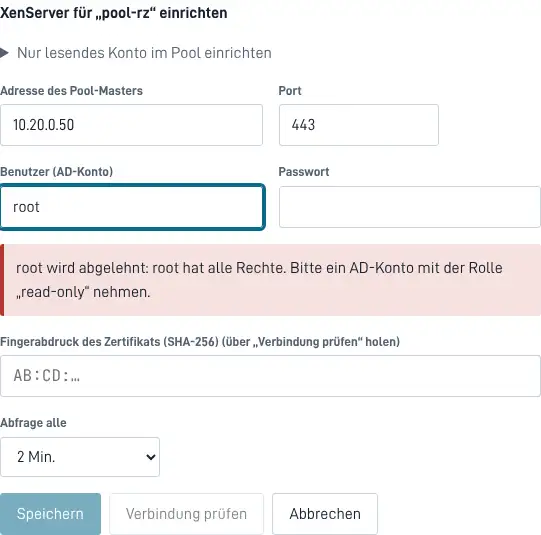 XenServer für „pool-rz“ einrichten
Nur lesendes Konto im Pool einrichten
Adresse des Pool-Masters Port
10.20.0.50 443
Benutzer (AD-Konto) Passwort
root
root wird abgelehnt: root hat alle Rechte. Bitte ein AD-Konto mit der Rolle
„read-only“ nehmen.
Fingerabdruck des Zertifikats (SHA-256) (über „Verbindung prüfen“ holen)
AB:CD:…
Abfrage alle
2 Min.
Speichern Verbindung prüfen Abbrechen